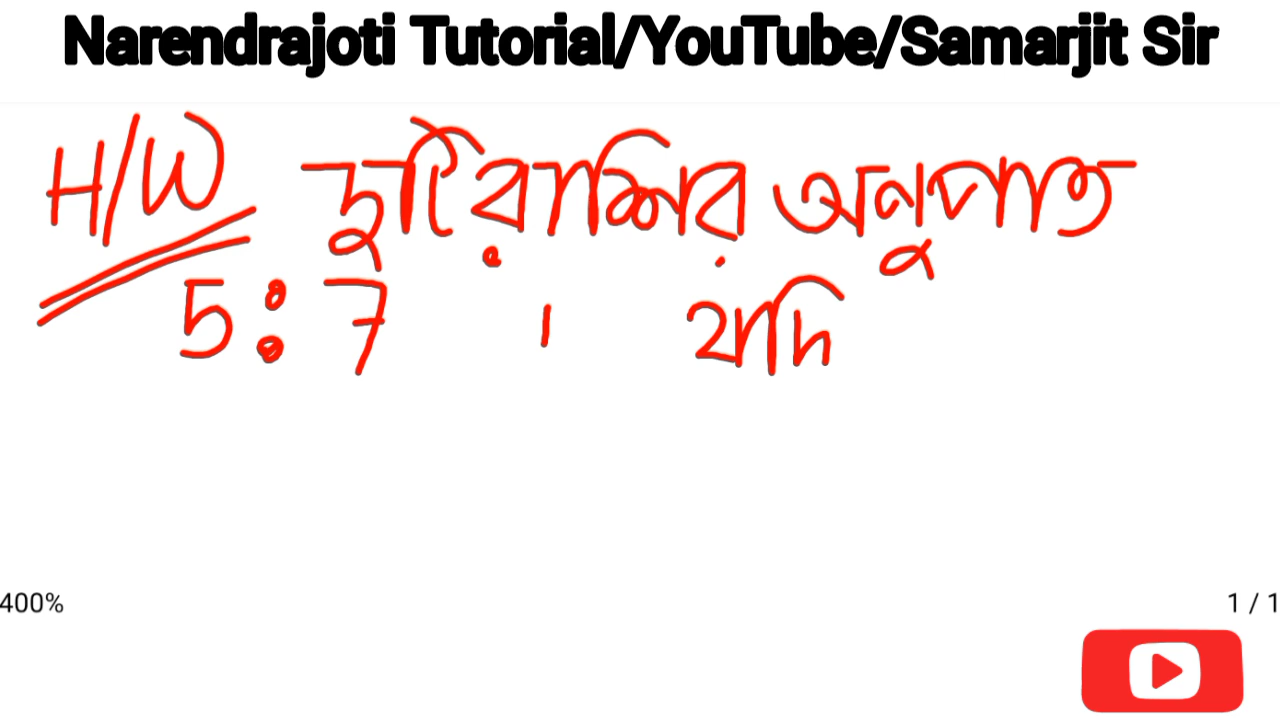 Narendrajoti Tutorial/YouTube/Samarjit Sir
H/W দুটি রাশির অনুপাত
5:7 । যদি
400%
1 / 1